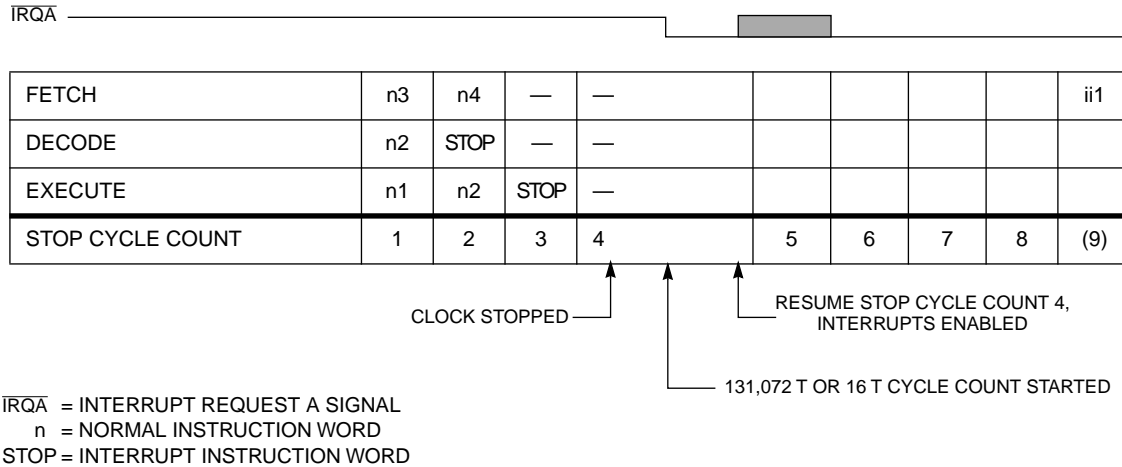 IRQA
FETCH n3 n4 — — ii1
DECODE n2 STOP — —
EXECUTE n1 n2 STOP —
STOP CYCLE COUNT 1 2 3 4 5 6 7 8 (9)
CLOCK STOPPED
RESUME STOP CYCLE COUNT 4,
INTERRUPTS ENABLED
131,072 T OR 16 T CYCLE COUNT STARTED
IRQA = INTERRUPT REQUEST A SIGNAL
n = NORMAL INSTRUCTION WORD
STOP = INTERRUPT INSTRUCTION WORD